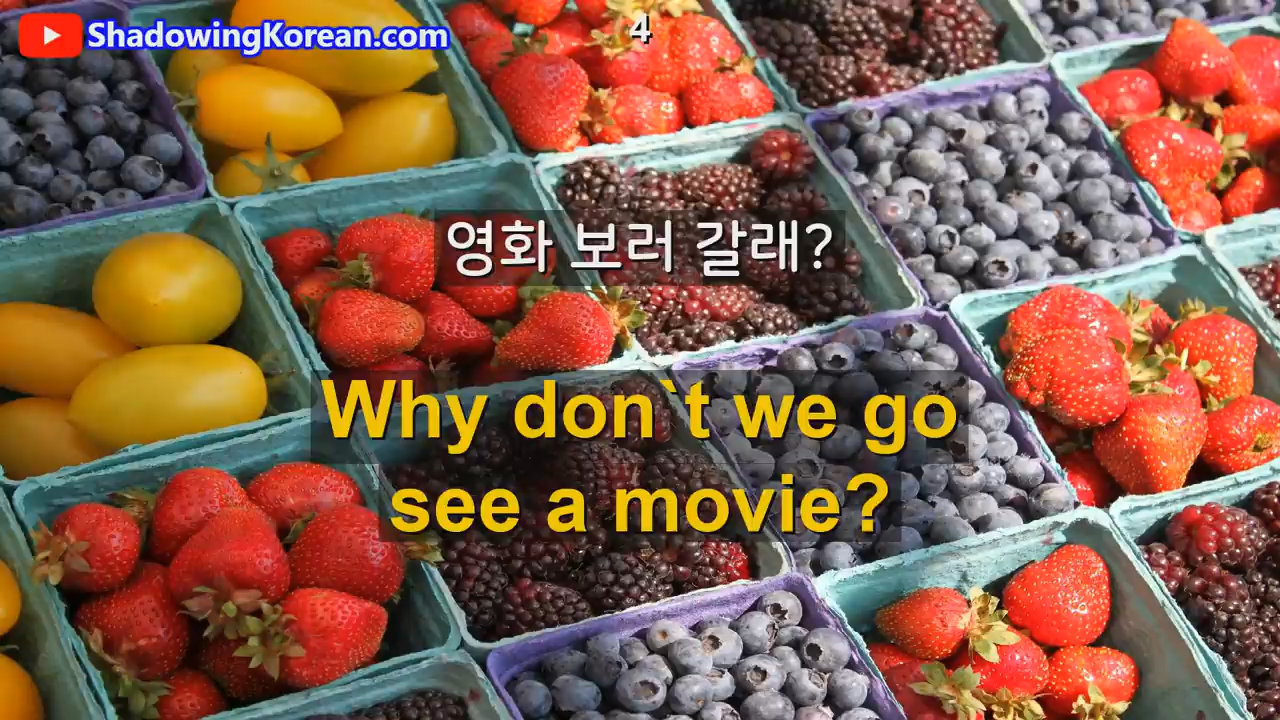 ShadowingKorean.com
4
영화 보러 갈래?
Why don`t we go
see a movie?